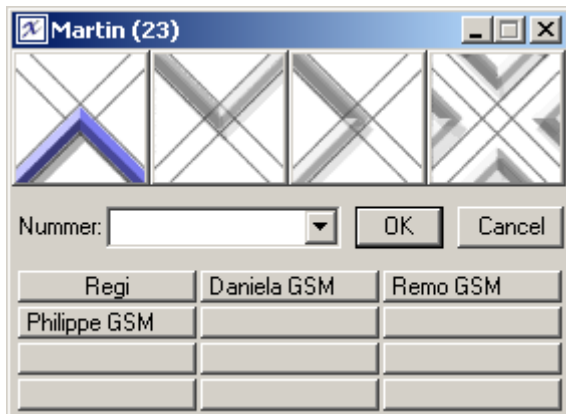 Martin (23)
Nummer: OK Cancel
Regi Daniela GSM Remo GSM
Philippe GSM